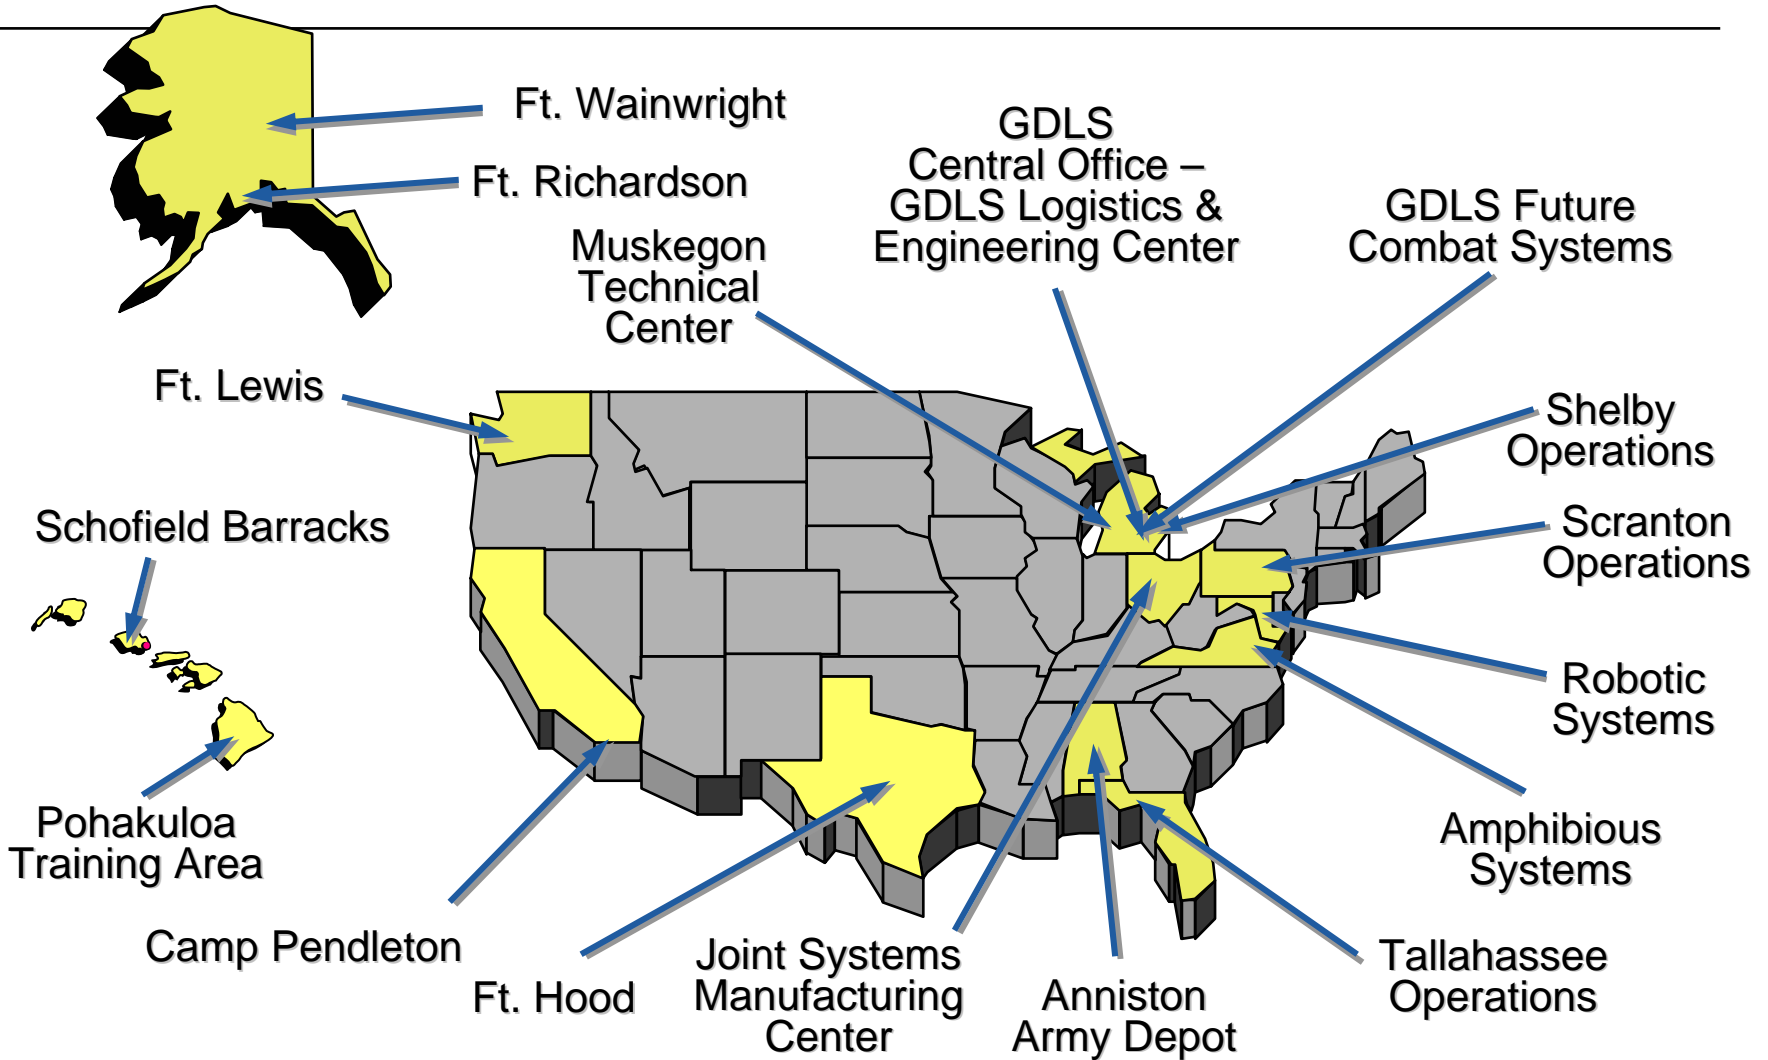 Ft. Wainwright
Ft. Richardson
GDLS
Central Office –
GDLS Logistics &
Engineering Center
GDLS Future
Combat Systems
Muskegon
Technical
Center
Ft. Lewis
Shelby
Operations
Schofield Barracks
Scranton
Operations
Robotic
Systems
Pohakuloa
Training Area
Amphibious
Systems
Camp Pendleton
Ft. Hood
Joint Systems
Manufacturing
Center
Anniston
Army Depot
Tallahassee
Operations